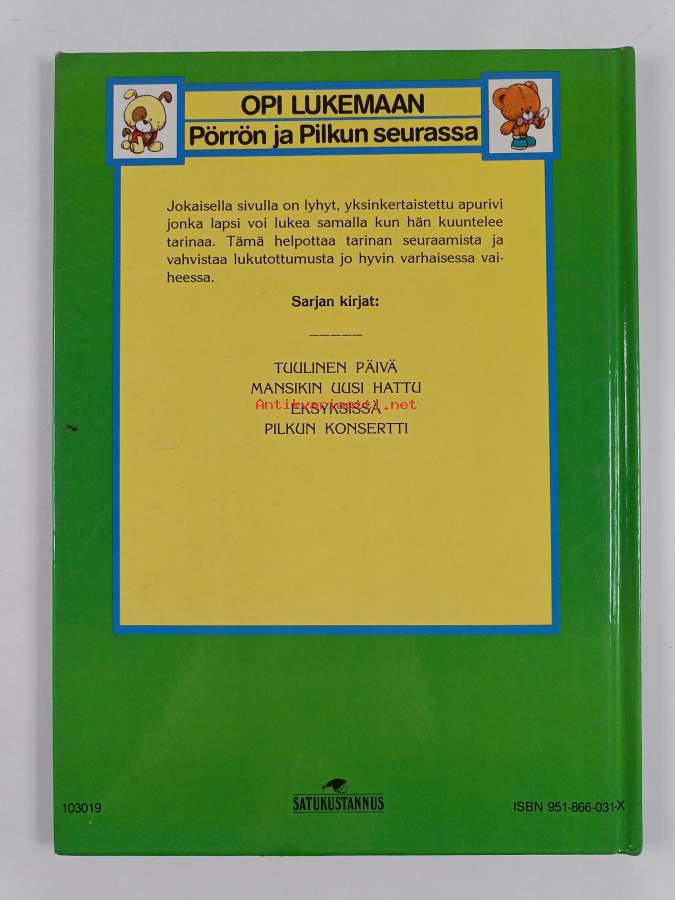 OPI LUKEMAAN
Pörrön ja Pilkun seurassa
Jokaisella sivulla on lyhyt, yksinkertaistettu apurivi
jonka lapsi voi lukea samalla kun hän kuuntelee
tarinaa. Tämä helpottaa tarinan seuraamista ja
vahvistaa lukutottumusta jo hyvin varhaisessa vai-
heessa.
Sarjan kirjat:
—————
TUULINEN PÄIVÄ
MANSIKIN UUSI HATTU
Antikvariaatti.net
EKSYKSISSÄ
PILKUN KONSERTTI
103019
SATUKUSTANNUS
ISBN 951-866-031-X